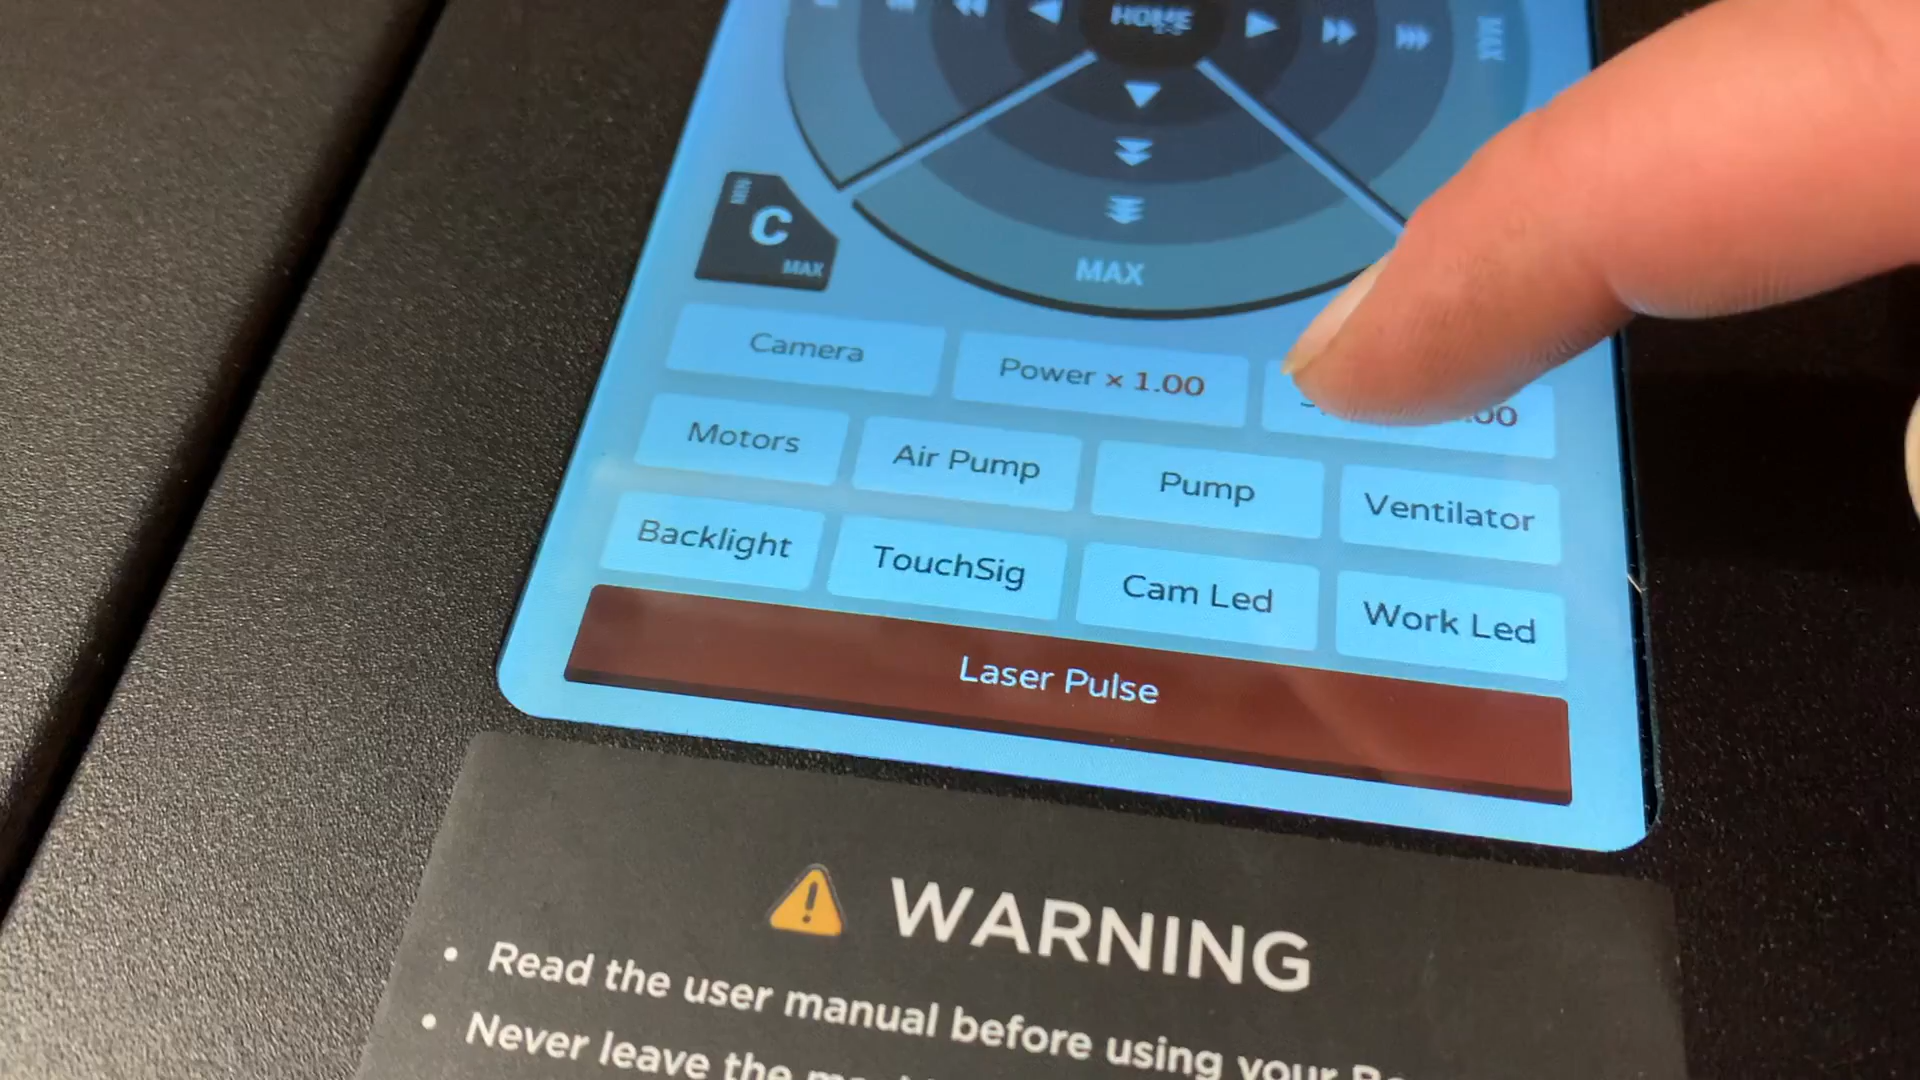 HOME
MAX
C
MAX
MAX
Camera
Power × 1.00
.00
Motors
Air Pump
Pump
Ventilator
Backlight
TouchSig
Cam Led
Work Led
Laser Pulse
WARNING
• Read the user manual before using your
• Never leave the